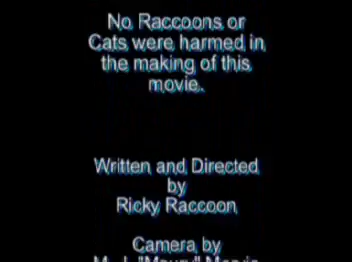 No Raccoons or
Cats were harmed in
the making of this
movie.
Written and Directed
by
Ricky Raccoon
Camera by